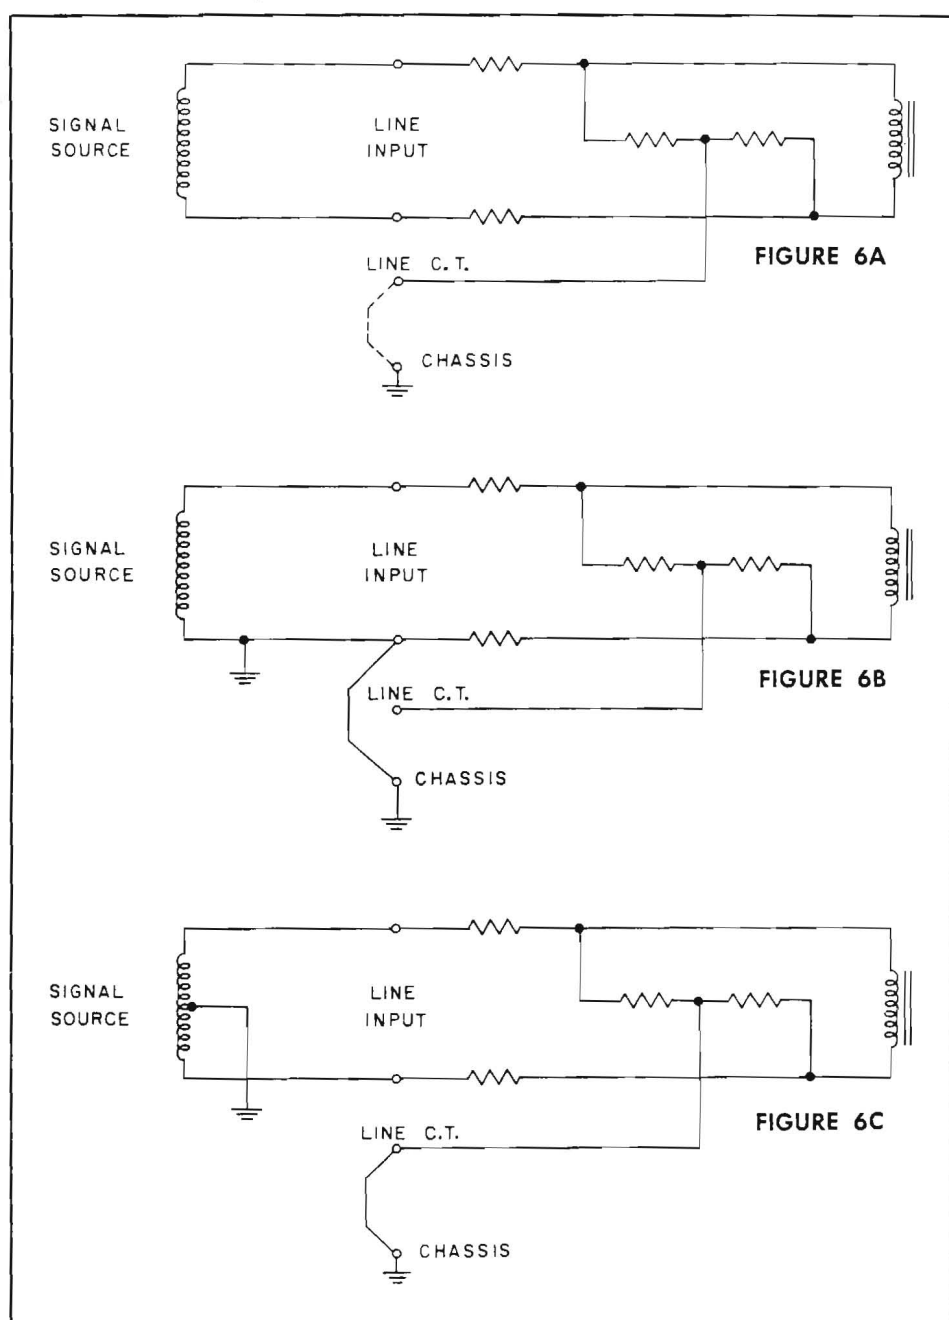 SIGNAL
SOURCE
LINE
INPUT
FIGURE 6A
LINE C.T.
CHASSIS
SIGNAL
SOURCE
LINE
INPUT
FIGURE 6B
LINE C.T.
CHASSIS
SIGNAL
SOURCE
LINE
INPUT
FIGURE 6C
LINE C.T.
CHASSIS